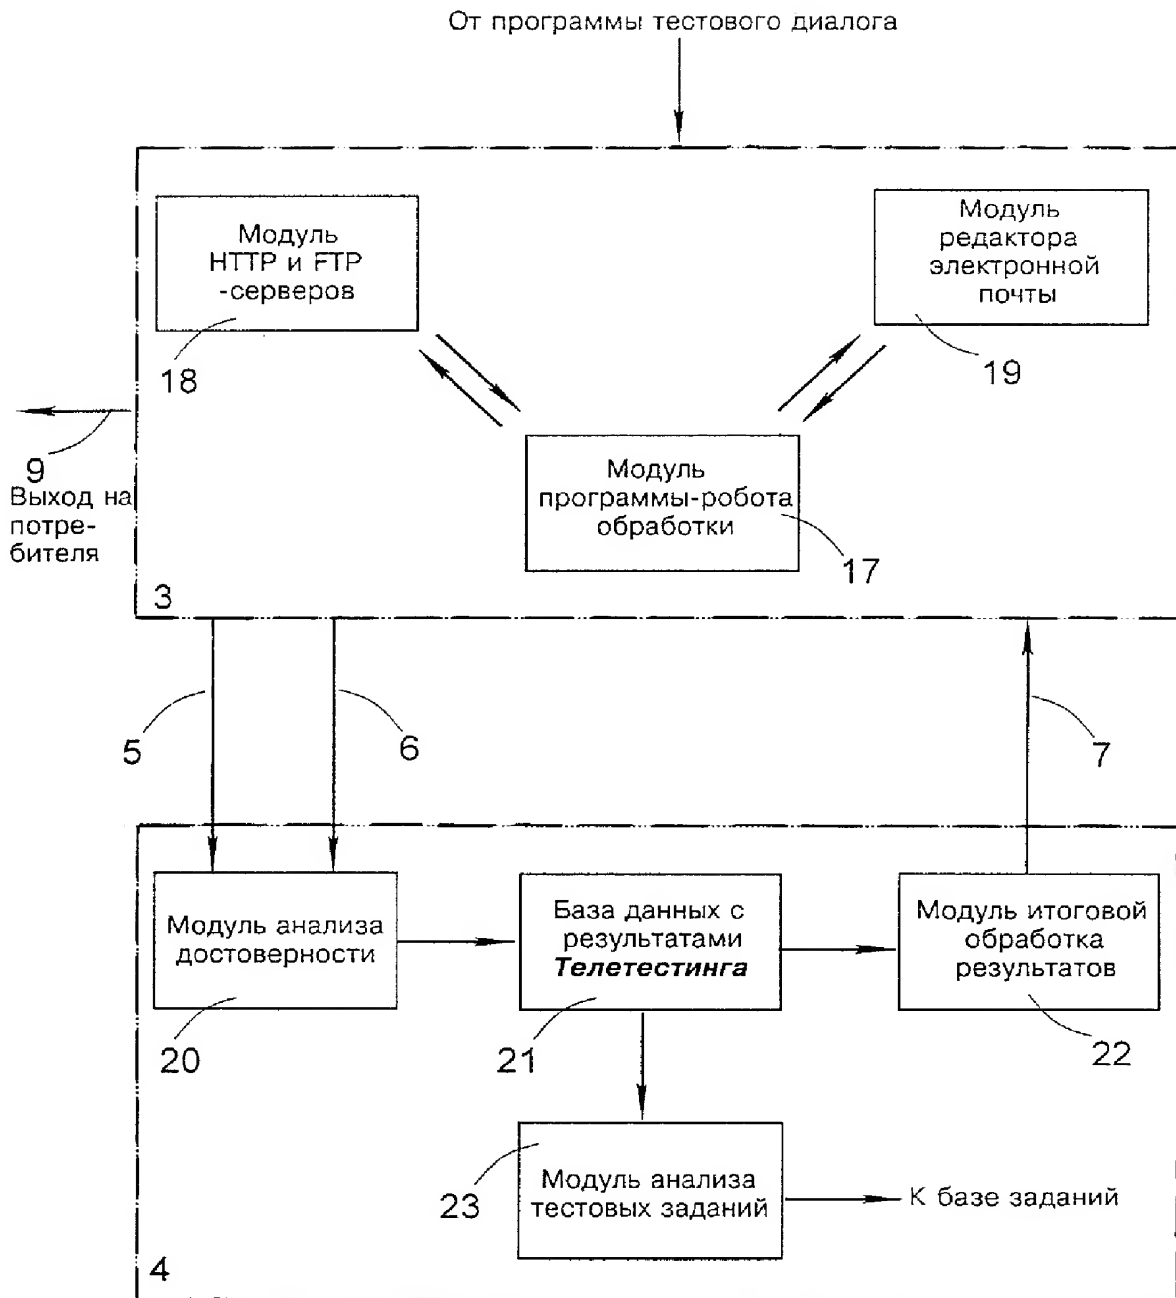 От программы тестового диалога
Модуль
HTTP и FTP
-серверов
18
Модуль
редактора
электронной
почты
19
9
Выход на
потре-
бителя
Модуль
программы-робота
обработки
17
3
5
6
7
Модуль анализа
достоверности
20
База данных с
результатами
Телетестинга
21
Модуль итоговой
обработка
результатов
22
23
Модуль анализа
тестовых заданий
К базе заданий
4